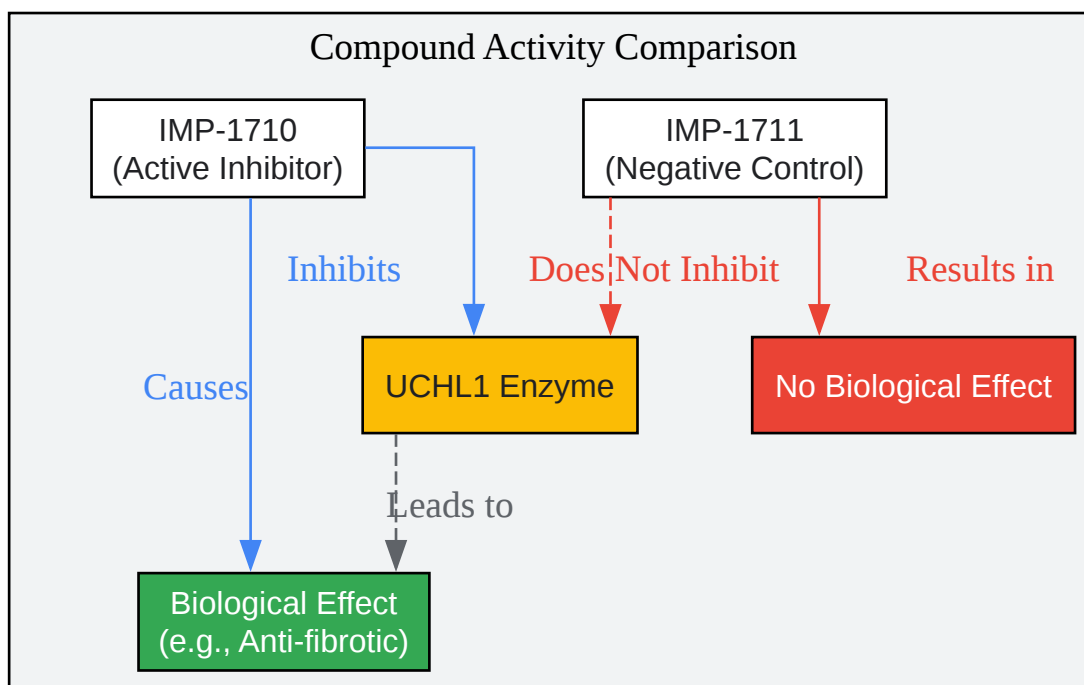 Compound Activity Comparison
IMP-1710
(Active Inhibitor)
IMP-1711
(Negative Control)
Inhibits
Does Not Inhibit
Results in
Causes
UCHL1 Enzyme
No Biological Effect
Leads to
Biological Effect
(e.g., Anti-fibrotic)